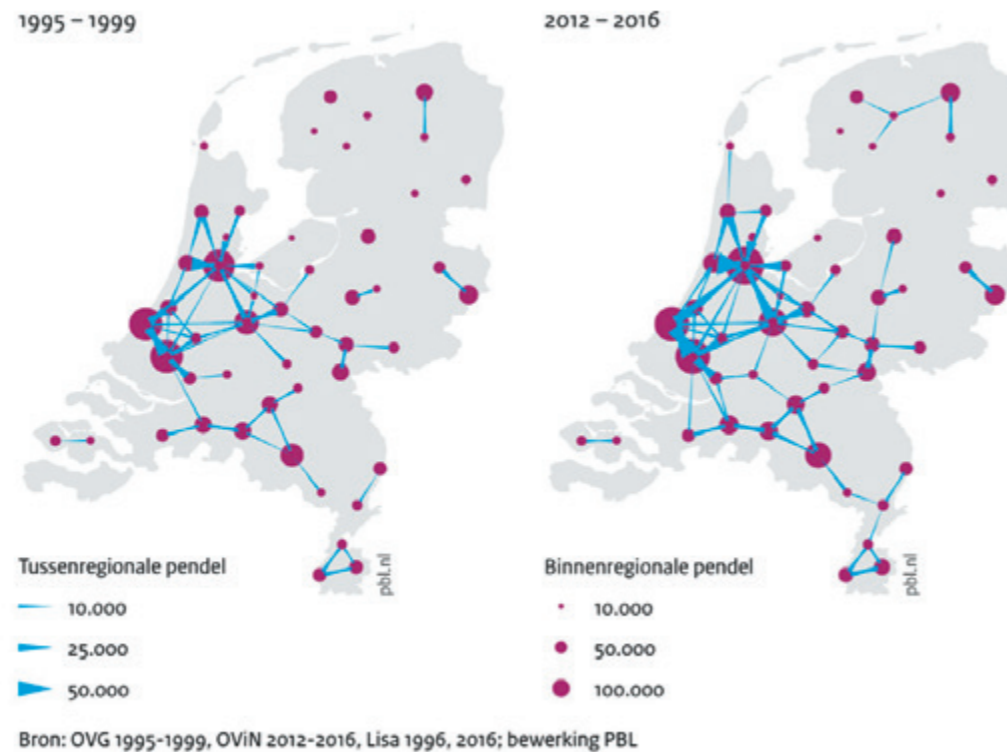 1995 – 1999
2012 – 2016
Tussenregionale pendel
10.000
25.000
50.000
pbl.nl
Binnenregionale pendel
10.000
50.000
100.000
pbl.nl
Bron: OVG 1995-1999, OViN 2012-2016, Lisa 1996, 2016; bewerking PBL